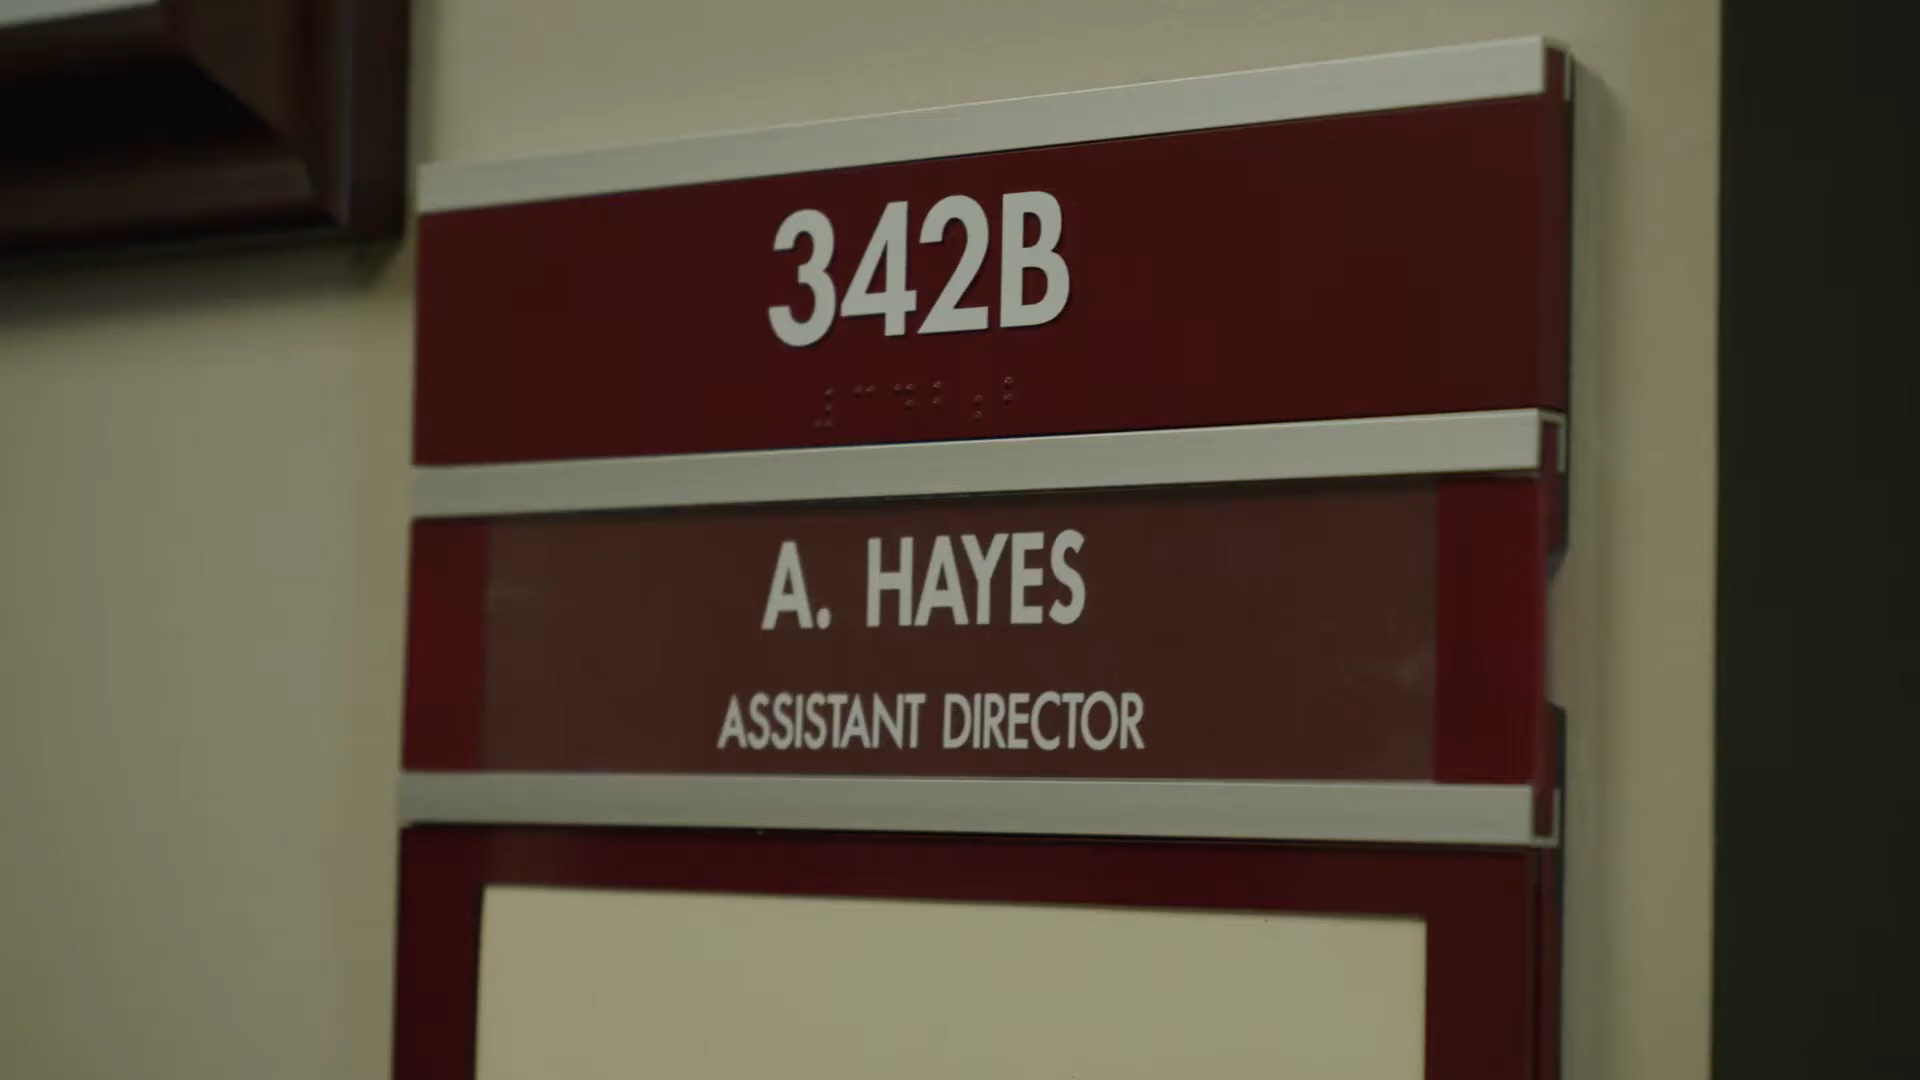 342B
A. HAYES
ASSISTANT DIRECTOR